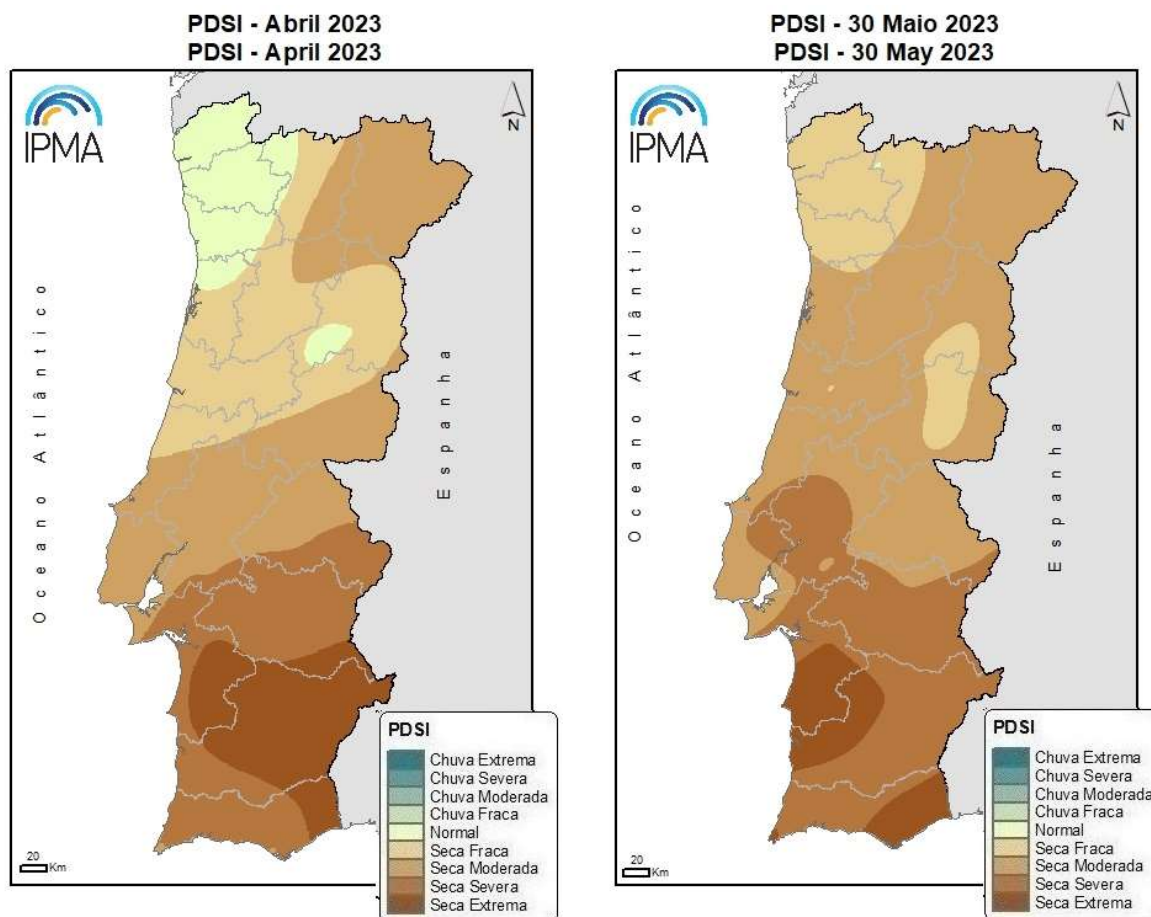 PDSI - Abril 2023
PDSI - April 2023
IPMA
N
Oceano Atlântico
Espanha
PDSI
Chuva Extrema
Chuva Severa
Chuva Moderada
Chuva Fraca
Normal
Seca Fraca
Seca Moderada
Seca Severa
Seca Extrema
20
Km
PDSI - 30 Maio 2023
PDSI - 30 May 2023
IPMA
N
Oceano Atlântico
Espanha
PDSI
Chuva Extrema
Chuva Severa
Chuva Moderada
Chuva Fraca
Normal
Seca Fraca
Seca Moderada
Seca Severa
Seca Extrema
20
Km